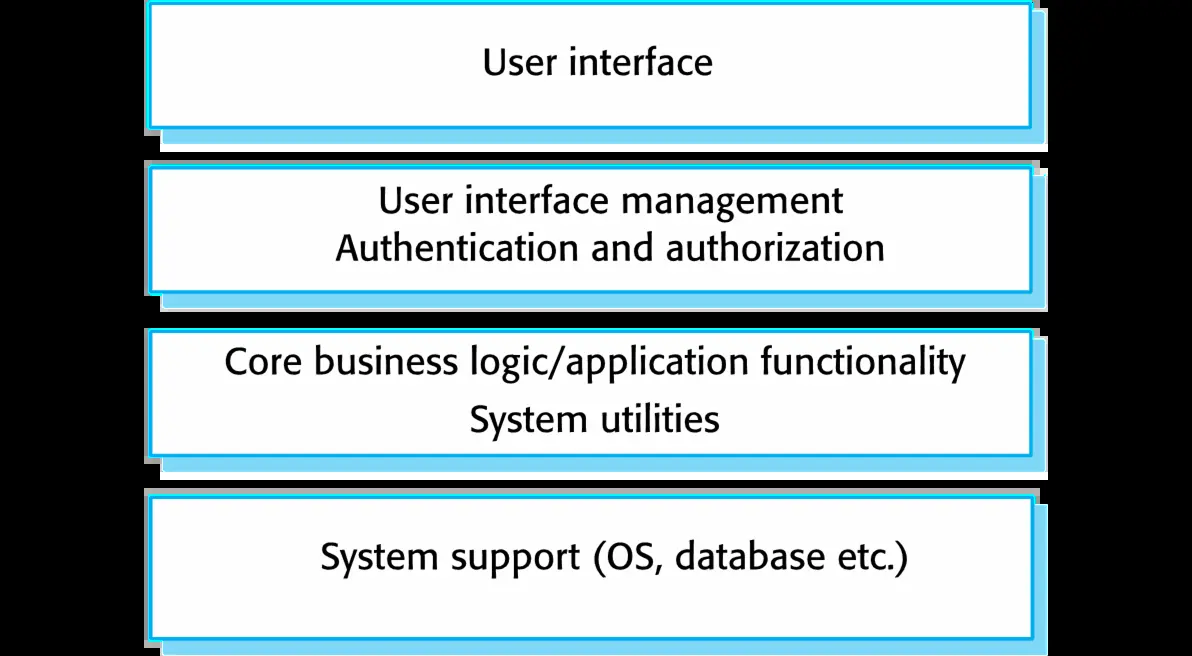 User interface
User interface management
Authentication and authorization
Core business logic/application functionality
System utilities
System support (OS, database etc.)